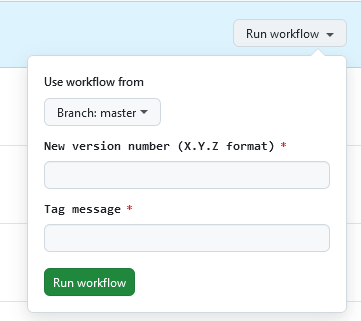 Run workflow
Use workflow from
Branch: master
New version number (X.Y.Z format) *
Tag message *
Run workflow